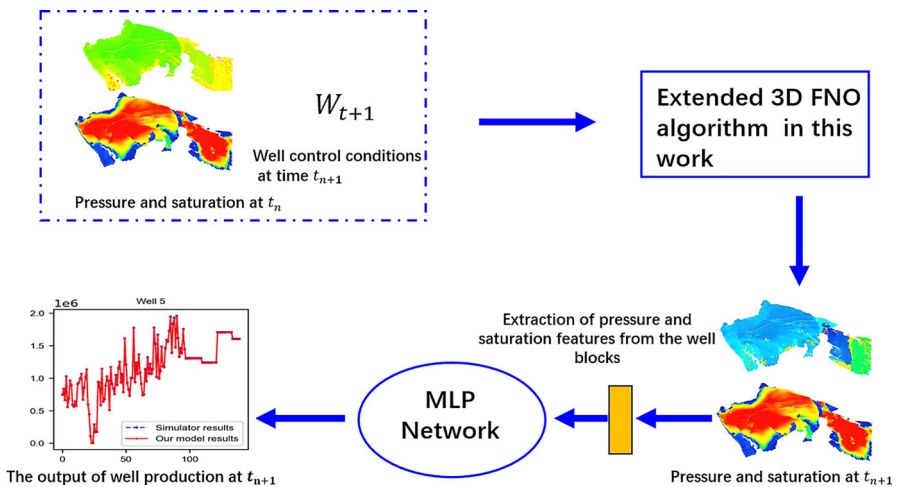 W_{t+1}
Well control conditions
at time t_{n+1}
Pressure and saturation at t_n
Extended 3D FNO
algorithm in this
work
Extraction of pressure and
saturation features from the well
blocks
Pressure and saturation at t_{n+1}
MLP
Network
1e6
Well 5
2.0
1.5
1.0
0.5
0.0
0
50
100
Simulator results
Our model results
The output of well production at t_{n+1}